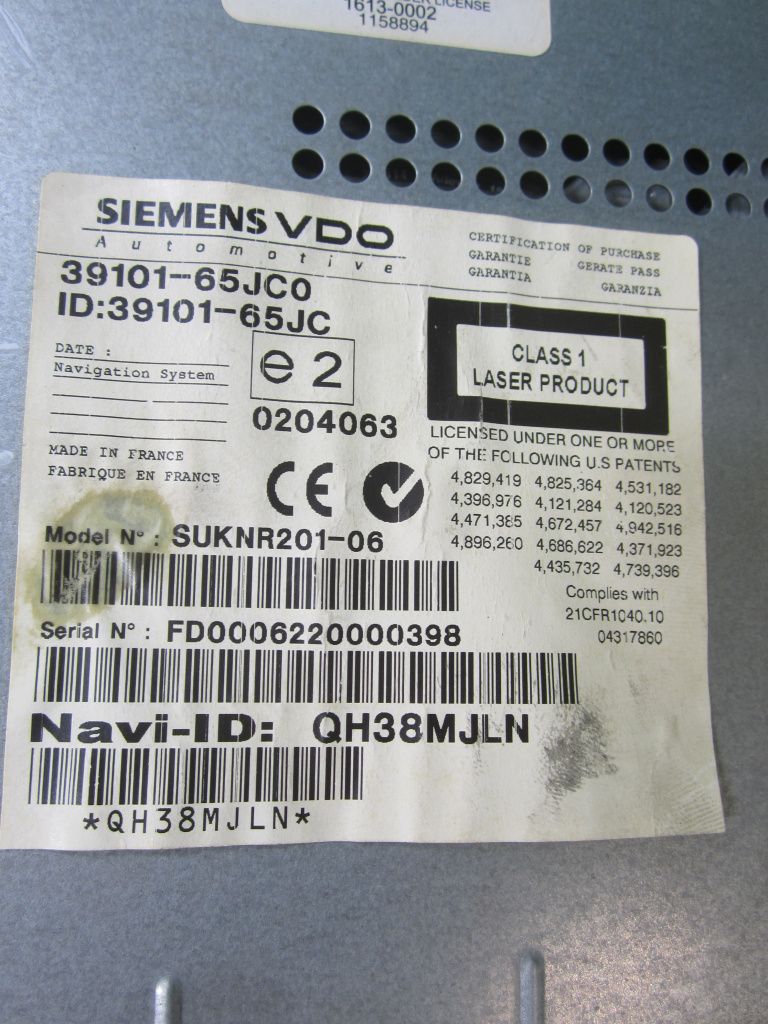 LICENSE
1613-0002
1158894
SIEMENS VDO
Automotive
CERTIFICATION OF PURCHASE
GARANTIE GERATE PASS
GARANTIA GARANZIA
39101-65JC0
ID:39101-65JC
DATE :
Navigation System
e2
0204063
CLASS 1
LASER PRODUCT
LICENSED UNDER ONE OR MORE
OF THE FOLLOWING U.S PATENTS
MADE IN FRANCE
FABRIQUE EN FRANCE
CE
4,829,419 4,825,364 4,531,182
4,396,976 4,121,284 4,120,523
4,471,385 4,672,457 4,942,516
4,896,260 4,686,622 4,371,923
4,435,732 4,739,396
Model N° : SUKNR201-06
Complies with
21CFR1040.10
04317860
Serial N° : FD0006220000398
Navi-ID: QH38MJLN
*QH38MJLN*